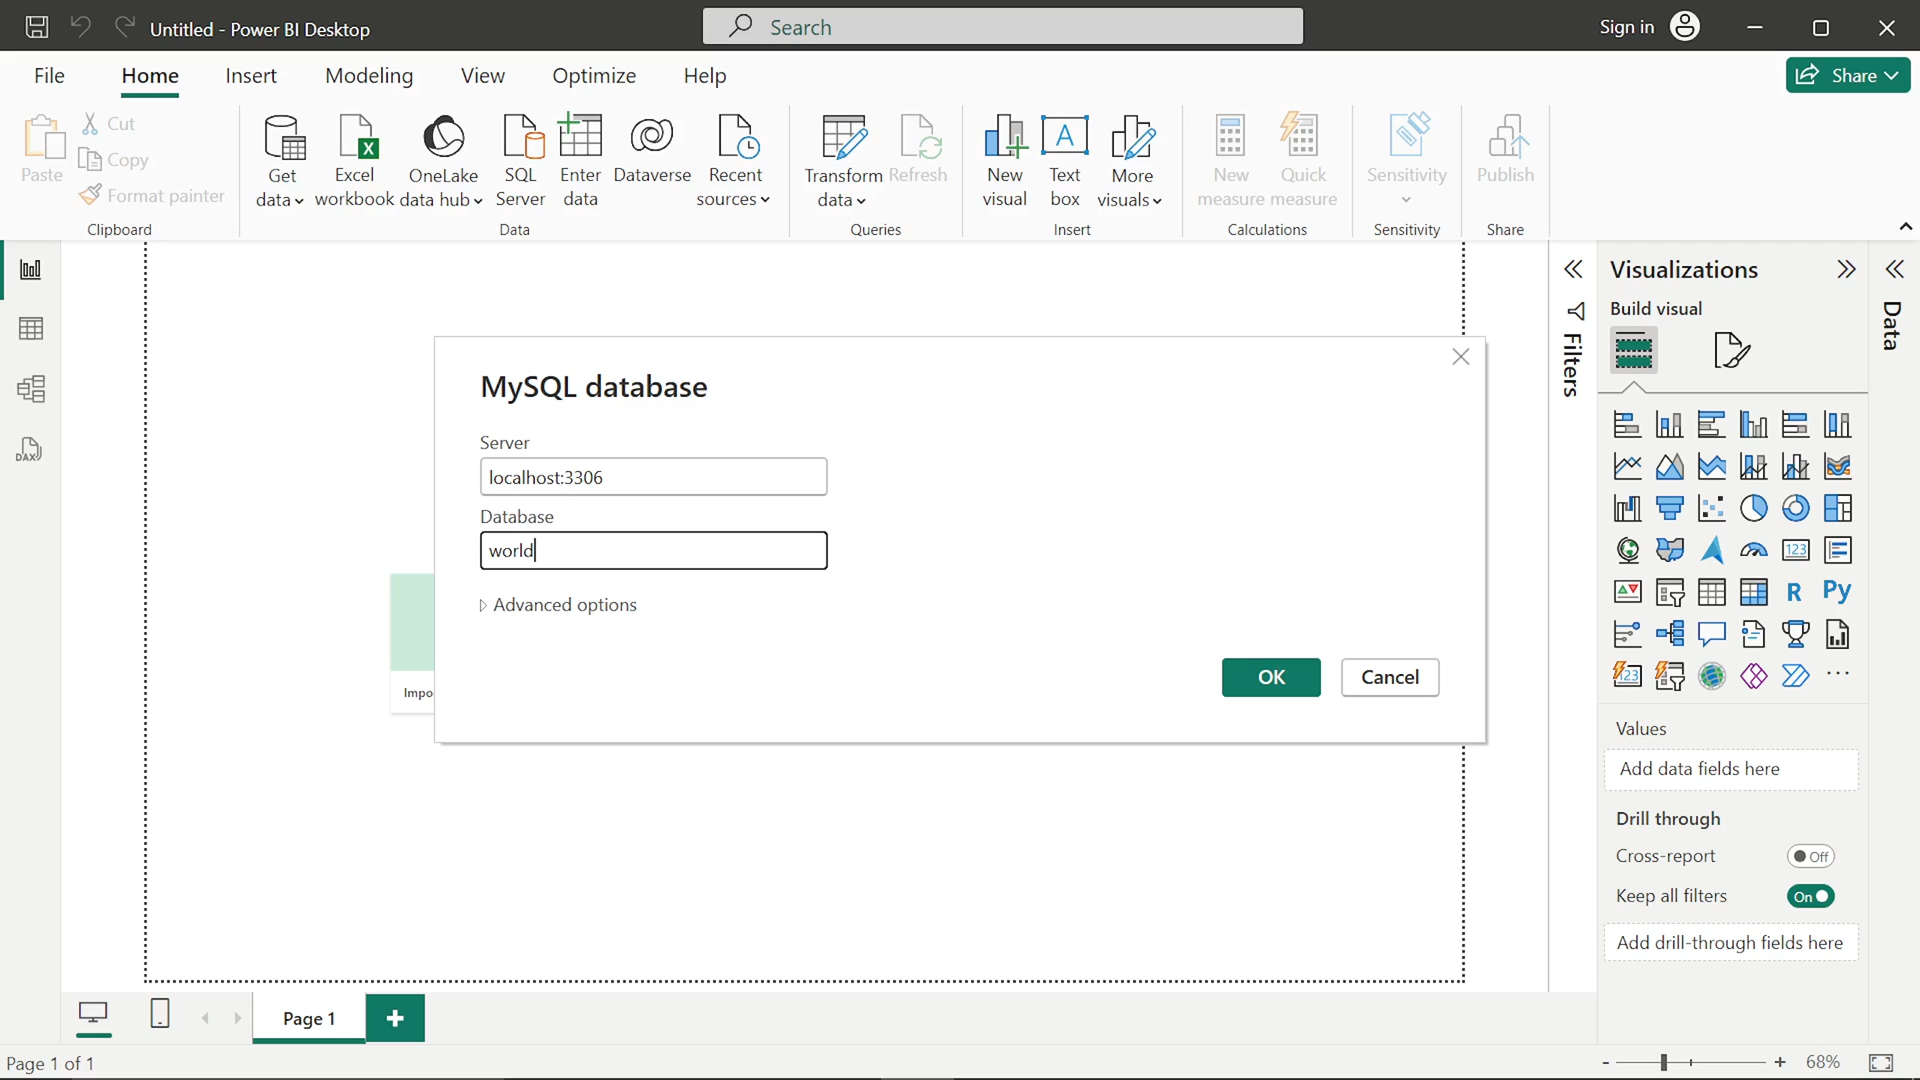 Untitled - Power BI Desktop
Search
Sign in
File Home Insert Modeling View Optimize Help
Share
Paste
Cut
Copy
Format painter
Clipboard
Get data
Excel workbook
OneLake data hub
SQL Server
Enter data
Dataverse
Recent sources
Data
Transform data
Refresh
Queries
New visual
Text box
More visuals
Insert
New measure
Quick measure
Calculations
Sensitivity
Sensitivity
Publish
Share
DAX
MySQL database
Server
localhost:3306
Database
world
Advanced options
OK
Cancel
Impo
Filters
Visualizations
Build visual
123
R
Py
123
Values
Add data fields here
Drill through
Cross-report
Off
Keep all filters
On
Add drill-through fields here
Data
Page 1
Page 1 of 1
68%